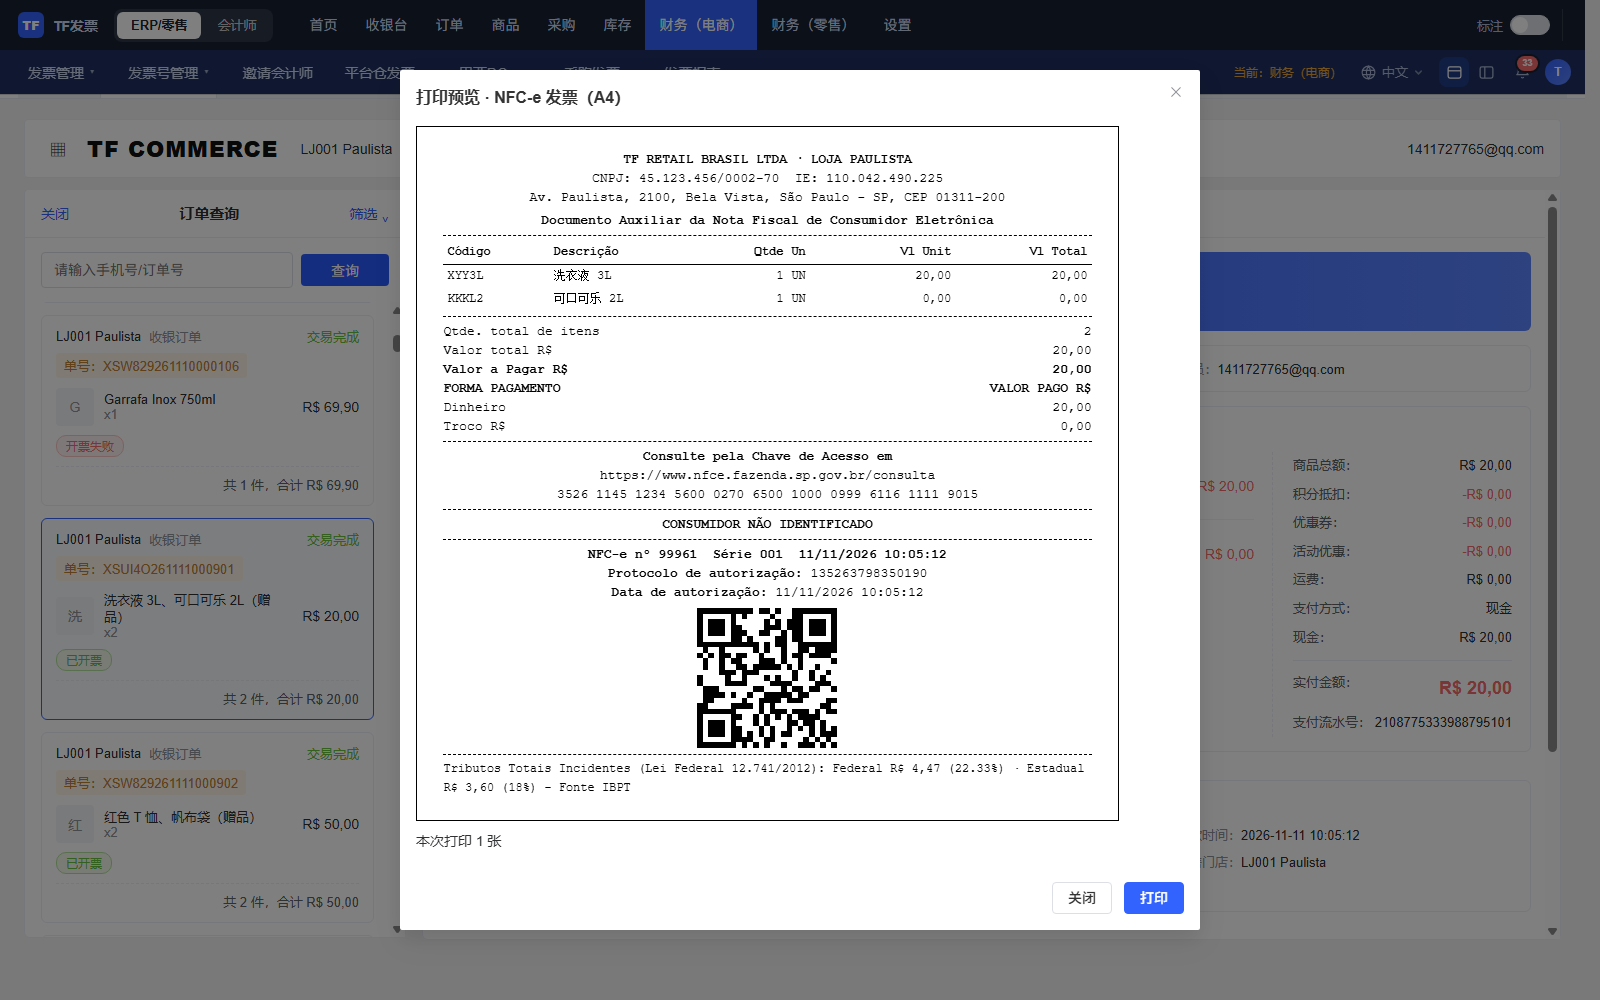 TF TF发票 ERP/零售 会计师 首页 收银台 订单 商品 采购 库存 财务（电商） 财务（零售） 设置 标注
发票管理 发票号管理 邀请会计师 平台仓发票 当前：财务（电商） 中文 33 T
TF COMMERCE LJ001 Paulista 1411727765@qq.com
关闭 订单查询 筛选
请输入手机号/订单号 查询
LJ001 Paulista 收银订单 交易完成
单号：XSW829261110000106
G Garrafa Inox 750ml R$ 69,90
x1
开票失败
共 1 件，合计 R$ 69,90
LJ001 Paulista 收银订单 交易完成
单号：XSUI4O261111000901
洗 洗衣液 3L、可口可乐 2L（赠品） R$ 20,00
x2
已开票
共 2 件，合计 R$ 20,00
LJ001 Paulista 收银订单 交易完成
单号：XSW829261111000902
红 红色 T 恤、帆布袋（赠品） R$ 50,00
x2
已开票
共 2 件，合计 R$ 50,00
打印预览 · NFC-e 发票（A4）
TF RETAIL BRASIL LTDA · LOJA PAULISTA
CNPJ: 45.123.456/0002-70 IE: 110.042.490.225
Av. Paulista, 2100, Bela Vista, São Paulo - SP, CEP 01311-200
Documento Auxiliar da Nota Fiscal de Consumidor Eletrônica
Código Descrição Qtde Un Vl Unit Vl Total
XYY3L 洗衣液 3L 1 UN 20,00 20,00
KKKL2 可口可乐 2L 1 UN 0,00 0,00
Qtde. total de itens 2
Valor total R$ 20,00
Valor a Pagar R$ 20,00
FORMA PAGAMENTO VALOR PAGO R$
Dinheiro 20,00
Troco R$ 0,00
Consulte pela Chave de Acesso em
https://www.nfce.fazenda.sp.gov.br/consulta
3526 1145 1234 5600 0270 6500 1000 0999 6116 1111 9015
CONSUMIDOR NÃO IDENTIFICADO
NFC-e nº 99961 Série 001 11/11/2026 10:05:12
Protocolo de autorização: 135263798350190
Data de autorização: 11/11/2026 10:05:12
Tributos Totais Incidentes (Lei Federal 12.741/2012): Federal R$ 4,47 (22.33%) · Estadual
R$ 3,60 (18%) - Fonte IBPT
本次打印 1 张
关闭 打印
1411727765@qq.com
R$ 20,00
R$ 0,00
商品总额： R$ 20,00
积分抵扣： -R$ 0,00
优惠券： -R$ 0,00
活动优惠： -R$ 0,00
运费： R$ 0,00
支付方式： 现金
现金： R$ 20,00
实付金额： R$ 20,00
支付流水号： 2108775333988795101
时间： 2026-11-11 10:05:12
门店： LJ001 Paulista